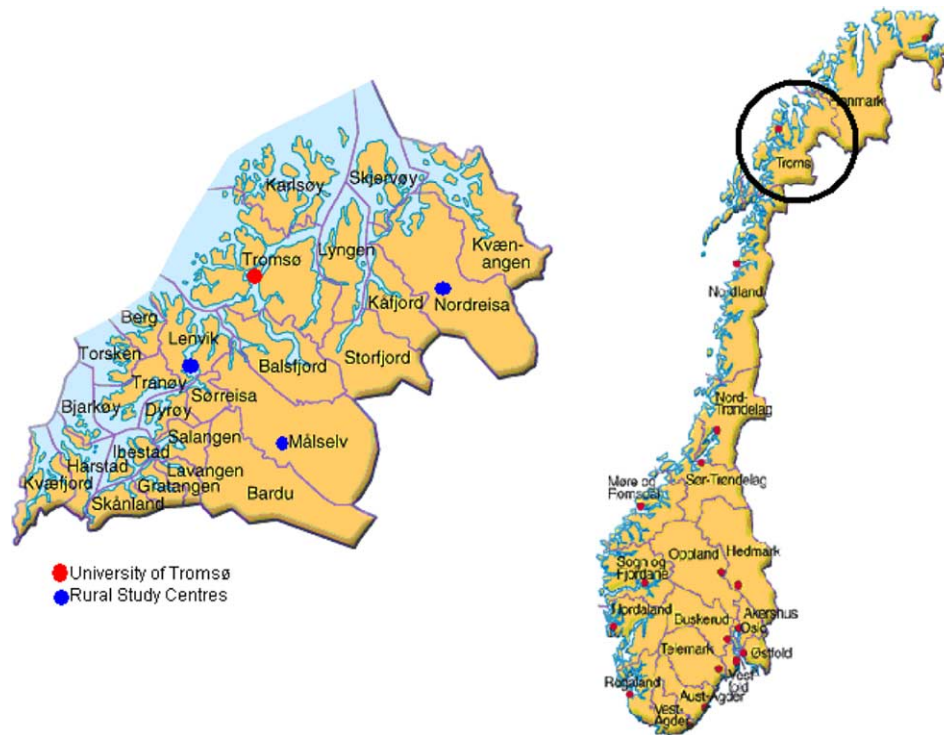 Karlsøy
Skjervøy
Kvæn-
angen
Tromsø
Lyngen
Kåfjord
Nordreisa
Berg
Lenvik
Torsken
Balsfjord
Storfjord
Tranøy
Sørreisa
Bjarkøy
Dyrøy
Salangen
Målselv
Ibestad
Harstad
Lavangen
Kvæfjord
Gratangen
Bardu
Skånland
University of Tromsø
Rural Study Centres
Troms
Nordland
Nord-
Trøndelag
Sør-Trøndelag
Møre og
Oppland
Hedmark
Sogn og
Fjordane
Hordaland
Buskerud
Akershus
Oslo
Telemark
Østfold
Vest
fold
Rogaland
Aust-Agder
Vest-
Agder